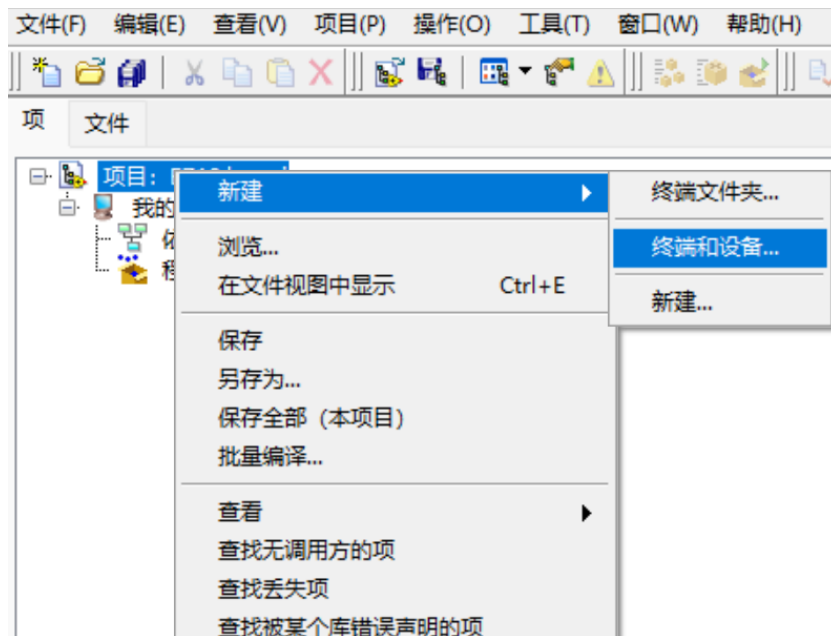 文件(F) 编辑(E) 查看(V) 项目(P) 操作(O) 工具(T) 窗口(W) 帮助(H)
项 文件
项目:
我的
新建
终端文件夹...
终端和设备...
新建...
浏览...
在文件视图中显示 Ctrl+E
保存
另存为...
保存全部（本项目）
批量编译...
查看
查找无调用方的项
查找丢失项
查找被某个库错误声明的项